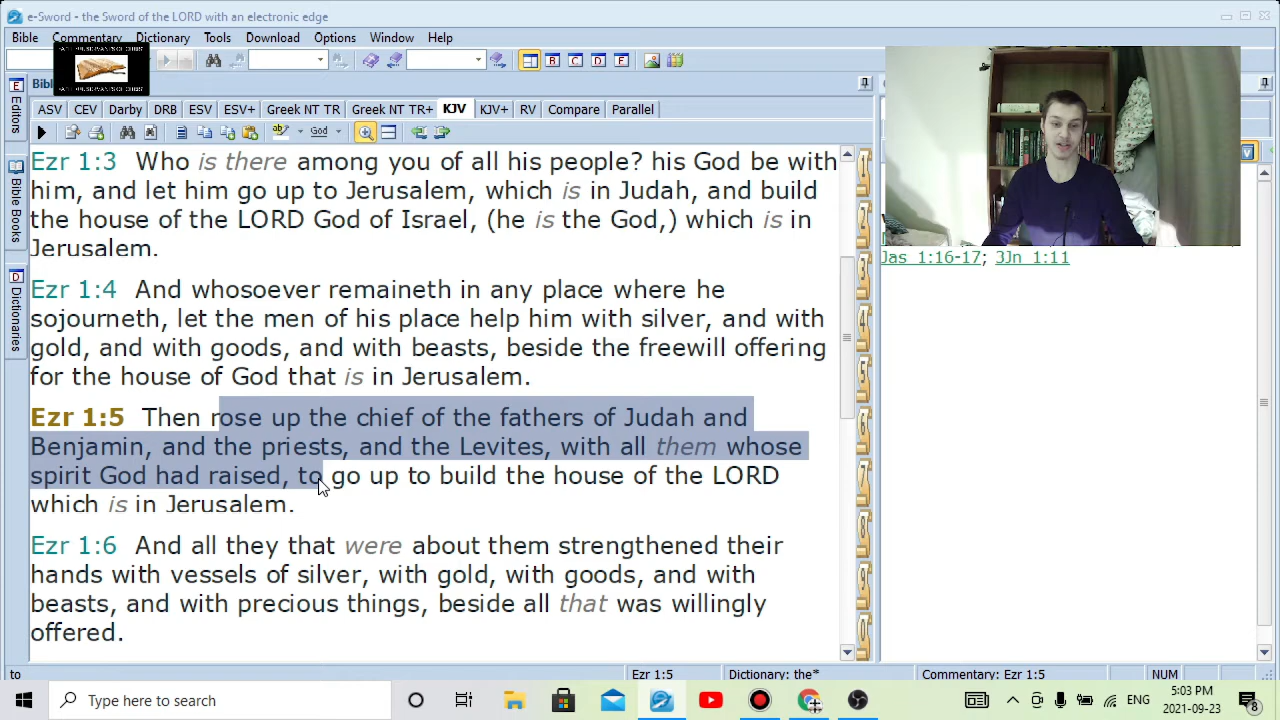 e-Sword - the Sword of the LORD with an electronic edge
Bible Commentary Dictionary Tools Download Options Window Help
ASV CEV Darby DRB ESV ESV+ Greek NT TR Greek NT TR+ KJV KJV+ RV Compare Parallel
Editors
Bible Books
Dictionaries
Ezr 1:3 Who is there among you of all his people? his God be with
him, and let him go up to Jerusalem, which is in Judah, and build
the house of the LORD God of Israel, (he is the God,) which is in
Jerusalem.
Ezr 1:4 And whosoever remaineth in any place where he
sojourneth, let the men of his place help him with silver, and with
gold, and with goods, and with beasts, beside the freewill offering
for the house of God that is in Jerusalem.
Ezr 1:5 Then rose up the chief of the fathers of Judah and
Benjamin, and the priests, and the Levites, with all them whose
spirit God had raised, to go up to build the house of the LORD
which is in Jerusalem.
Ezr 1:6 And all they that were about them strengthened their
hands with vessels of silver, with gold, with goods, and with
beasts, and with precious things, beside all that was willingly
offered.
Jas 1:16-17; 3Jn 1:11
to Ezr 1:5 Dictionary: the* Commentary: Ezr 1:5 NUM
Type here to search
ENG
5:03 PM
2021-09-23
8